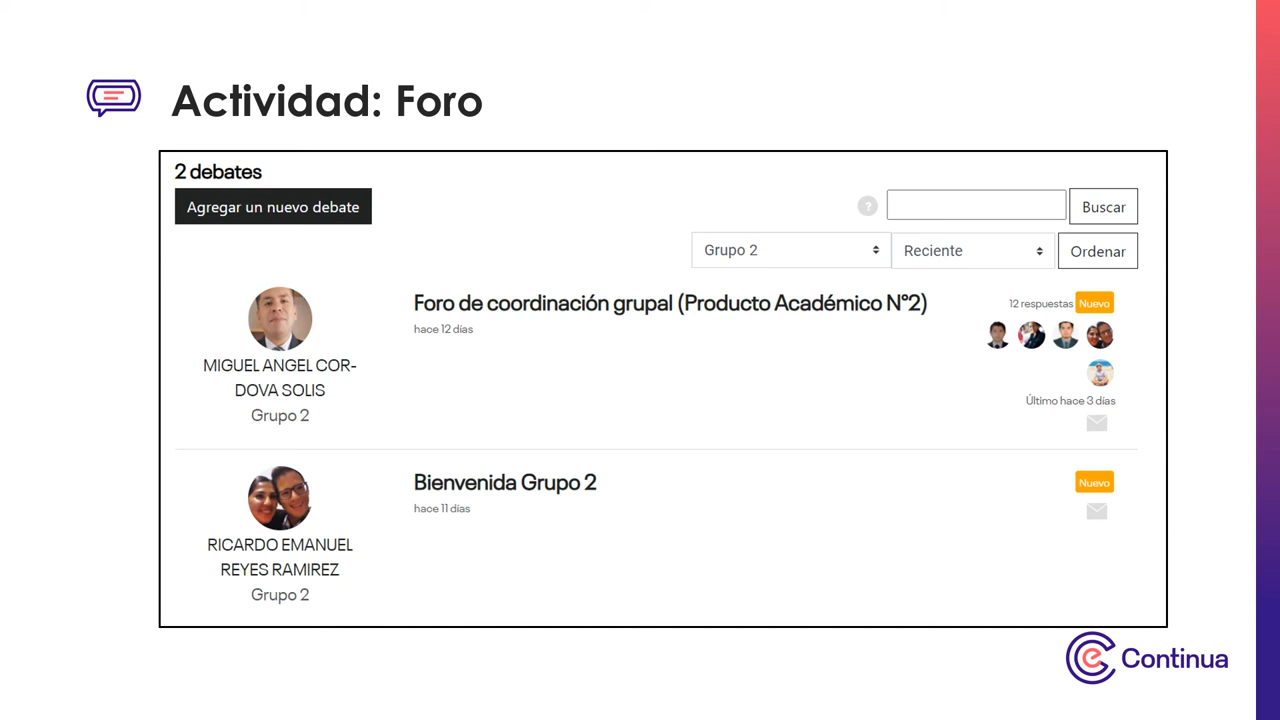 Actividad: Foro
2 debates
Agregar un nuevo debate
?
Buscar
Grupo 2
Reciente
Ordenar
Foro de coordinación grupal (Producto Académico N°2)
hace 12 días
12 respuestas Nuevo
MIGUEL ANGEL COR-
DOVA SOLIS
Grupo 2
Último hace 3 días
Bienvenida Grupo 2
hace 11 días
Nuevo
RICARDO EMANUEL
REYES RAMIREZ
Grupo 2
e Continua